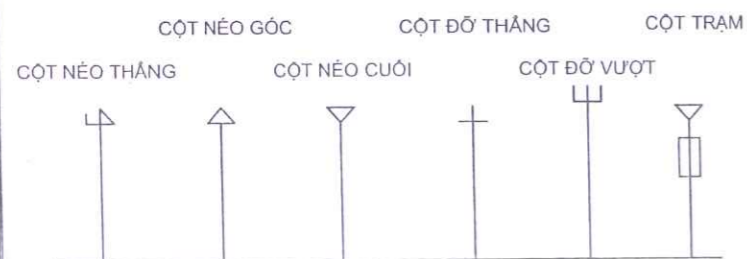 CỘT NÉO GÓC CỘT ĐỠ THẲNG CỘT TRẠM
CỘT NÉO THẲNG CỘT NÉO CUỐI CỘT ĐỠ VƯỢT